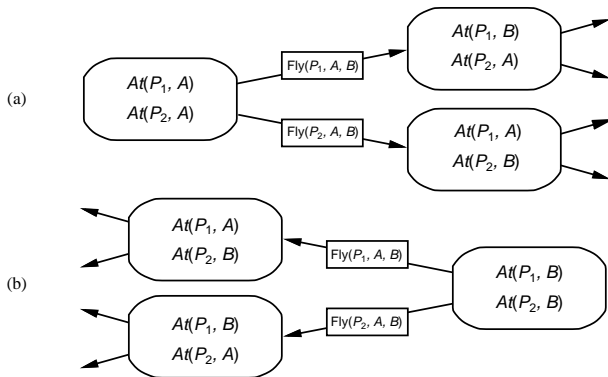 (a)
At(P₁, A)
At(P₂, A)
Fly(P₁, A, B)
Fly(P₂, A, B)
At(P₁, B)
At(P₂, A)
At(P₁, A)
At(P₂, B)
(b)
At(P₁, A)
At(P₂, B)
At(P₁, B)
At(P₂, A)
Fly(P₁, A, B)
Fly(P₂, A, B)
At(P₁, B)
At(P₂, B)